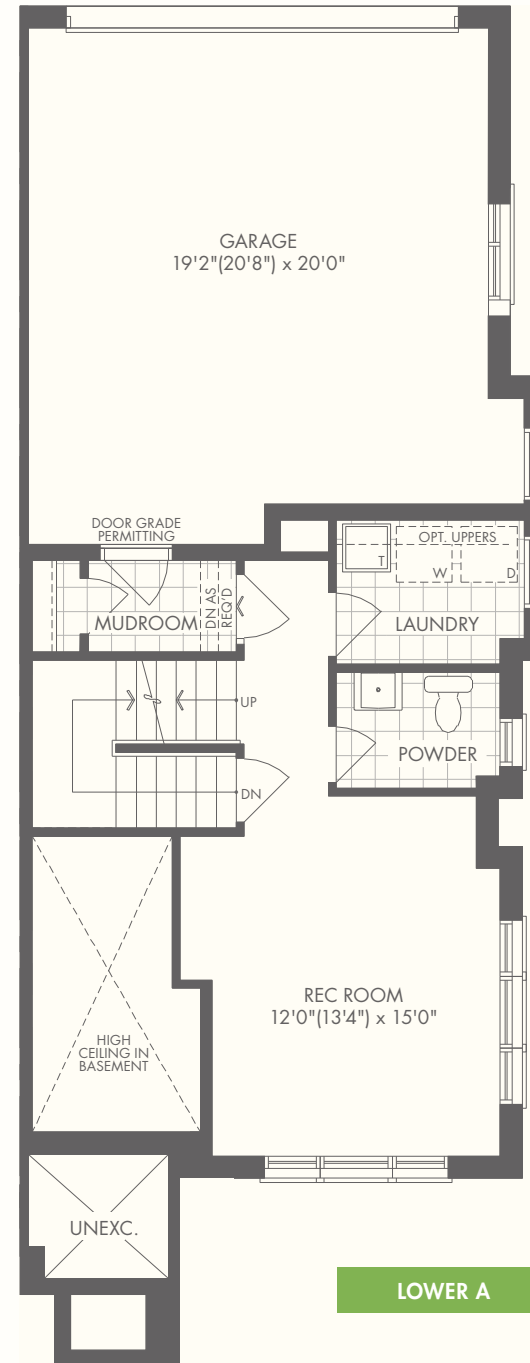 GARAGE
19'2"(20'8") x 20'0"
DOOR GRADE
PERMITTING
OPT. UPPERS
T
W
D
MUDROOM
DN AS
REQ'D
LAUNDRY
UP
POWDER
DN
REC ROOM
12'0"(13'4") x 15'0"
HIGH
CEILING IN
BASEMENT
UNEXC.
LOWER A